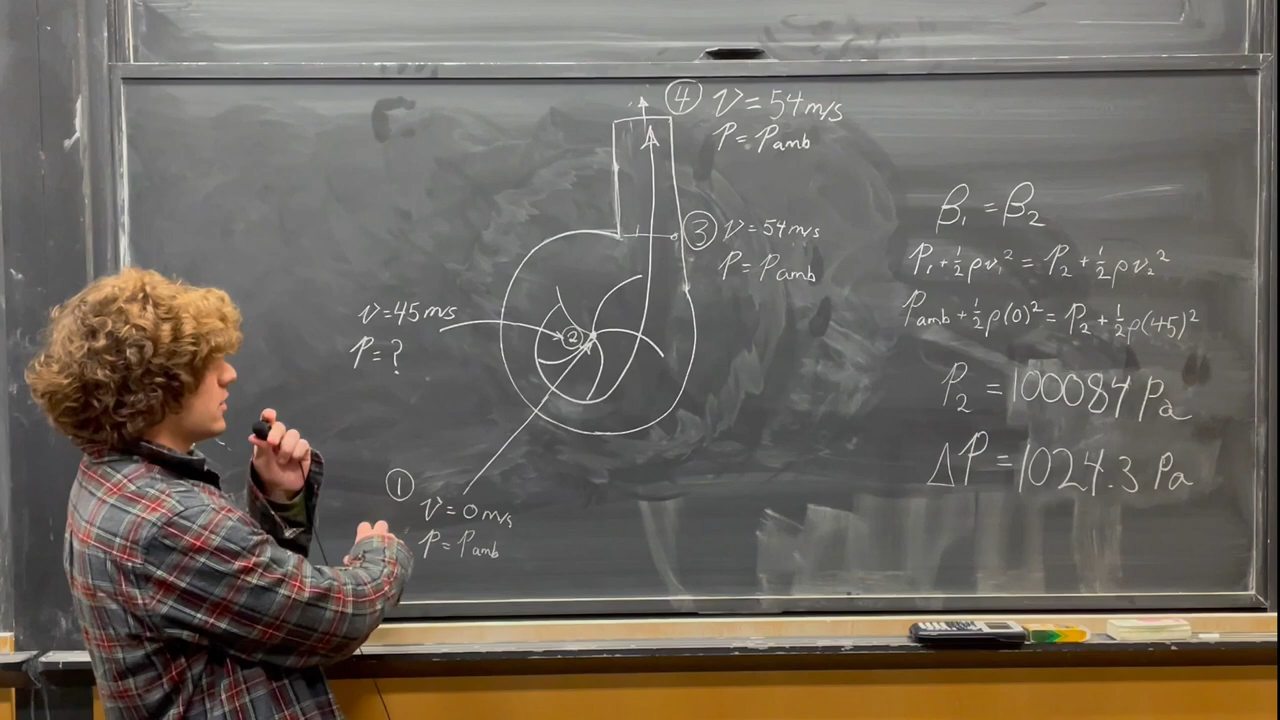 ④ v = 54 m/s
P = Pamb
③ v = 54 m/s
P = Pamb
v = 45 m/s
P = ?
②
① v = 0 m/s
P = Pamb
B₁ = B₂
P₁ + ½ρv₁² = P₂ + ½ρv₂²
Pamb + ½ρ(0)² = P₂ + ½ρ(45)²
P₂ = 100084 Pa
ΔP = 1024.3 Pa